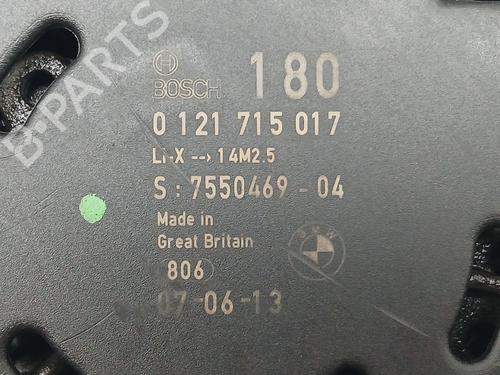 B-PARTS
BOSCH 180
0 121 715 017
LI-X --> 14M2.5
S : 7550469 - 04
Made in
Great Britain
806
07-06-13
BMW